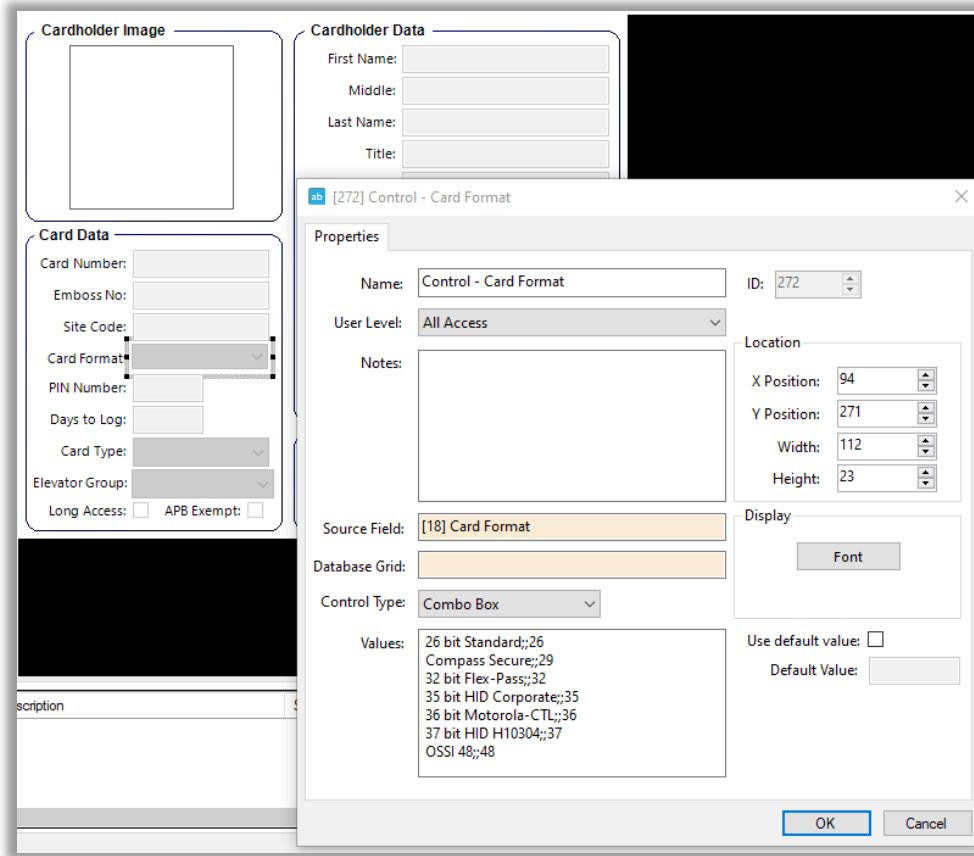 Cardholder Image
Cardholder Data
First Name:
Middle:
Last Name:
Title:
Card Data
Card Number:
Emboss No:
Site Code:
Card Format
PIN Number:
Days to Log:
Card Type:
Elevator Group:
Long Access:
APB Exempt:
scription
ab [272] Control - Card Format
Properties
Name: Control - Card Format
ID: 272
User Level: All Access
Notes:
Location
X Position: 94
Y Position: 271
Width: 112
Height: 23
Source Field: [18] Card Format
Database Grid:
Display
Font
Control Type: Combo Box
Values: 26 bit Standard;;26
Compass Secure;;29
32 bit Flex-Pass;;32
35 bit HID Corporate;;35
36 bit Motorola-CTL;;36
37 bit HID H10304;;37
OSSI 48;;48
Use default value:
Default Value:
OK
Cancel